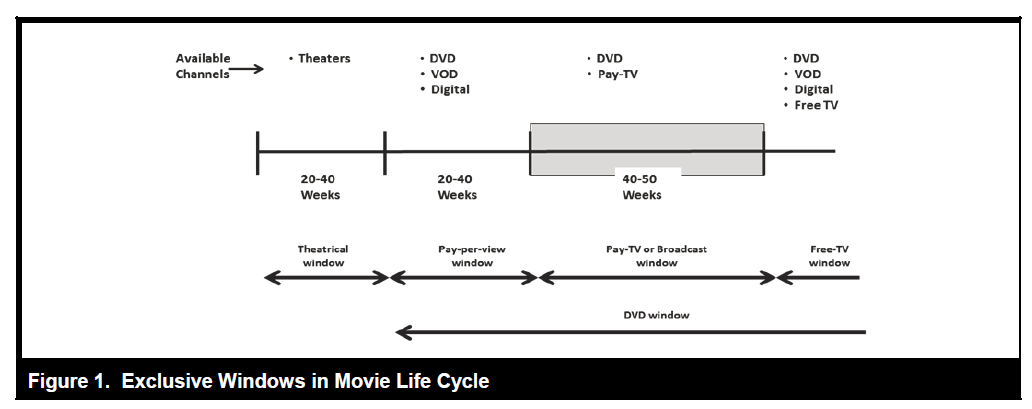 Available
Channels
• Theaters
• DVD
• VOD
• Digital
• DVD
• Pay-TV
• DVD
• VOD
• Digital
• Free TV
20-40
Weeks
20-40
Weeks
40-50
Weeks
Theatrical
window
Pay-per-view
window
Pay-TV or Broadcast
window
Free-TV
window
DVD window
Figure 1. Exclusive Windows in Movie Life Cycle